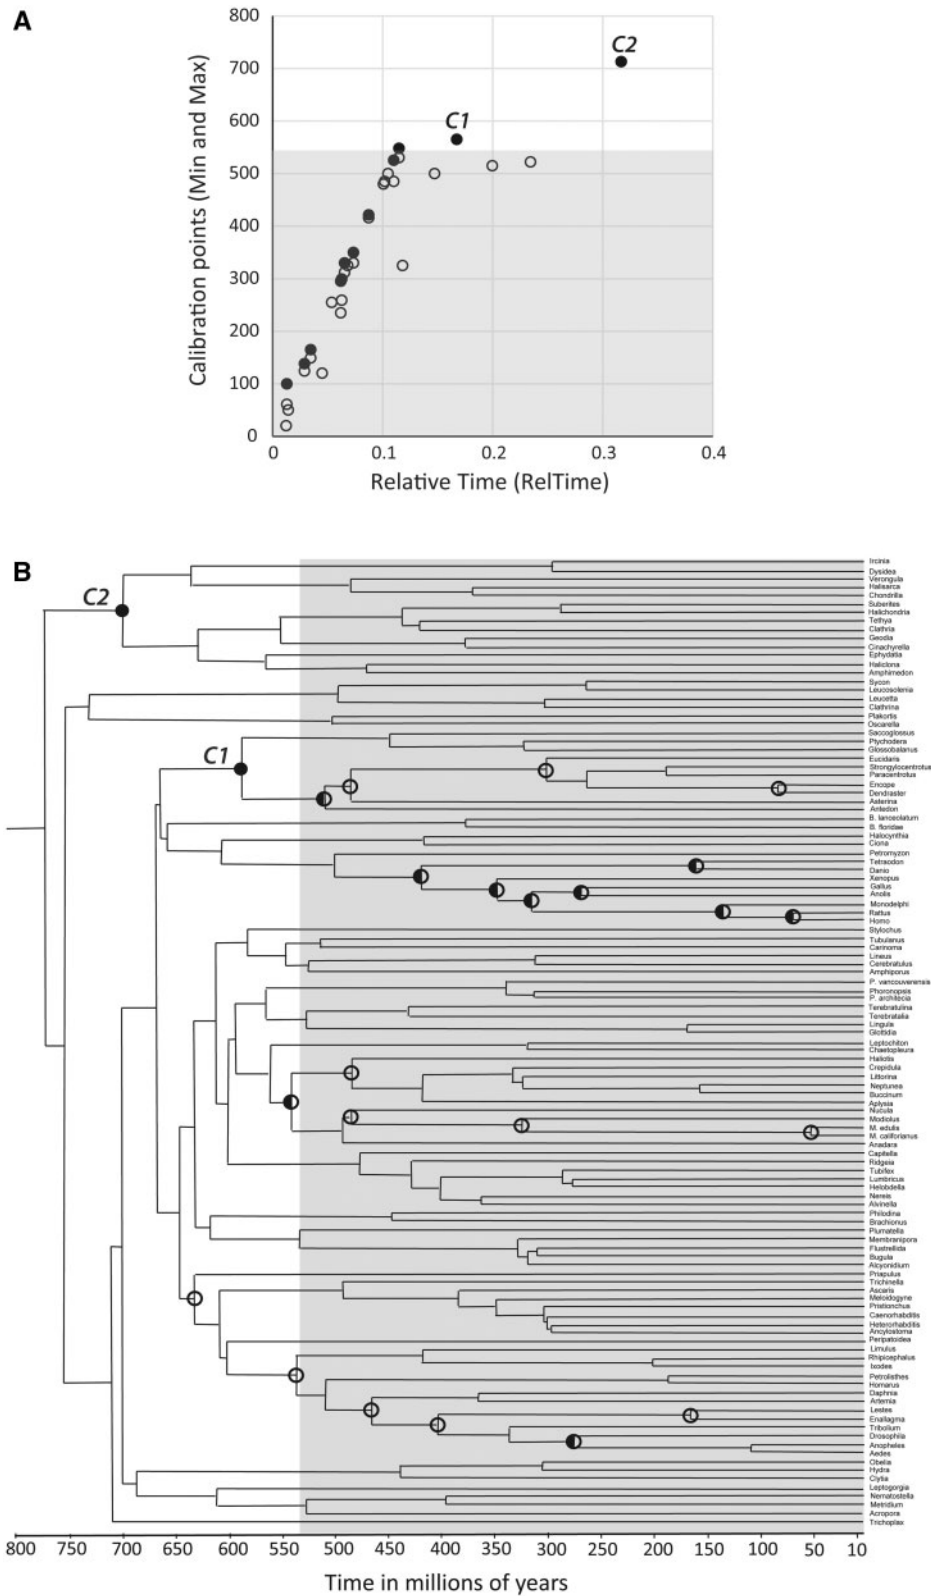 A
800
700
600
500
400
300
200
100
0
Calibration points (Min and Max)
C2
C1
0
0.1
0.2
0.3
0.4
Relative Time (RelTime)
B
C2
C1
Ircinia
Dysidea
Verongula
Halisarca
Chondrilla
Suberites
Halichondria
Tethya
Clathria
Geodia
Cinachyrella
Ephydatia
Haliclona
Amphimedon
Sycon
Leucosolenia
Leucetta
Clathrina
Plakortis
Oscarella
Saccoglossus
Ptychodera
Glossobalanus
Eucidaris
Strongylocentrotus
Paracentrotus
Encope
Dendraster
Asterina
Antedon
B. lanceolatum
B. floridae
Halocynthia
Ciona
Petromyzon
Tetraodon
Danio
Xenopus
Gallus
Anolis
Monodelphi
Rattus
Homo
Stylochus
Tubulanus
Carinoma
Lineus
Cerebratulus
Amphiporus
P. vancouverensis
Phoronopsis
P. architecta
Terebratulina
Terebratalia
Lingula
Glottidia
Leptochiton
Chaetopleura
Haliotis
Crepidula
Littorina
Neptunea
Buccinum
Aplysia
Nucula
Modiolus
M. edulis
M. califorianus
Anadara
Capitella
Ridgeia
Tubifex
Lumbricus
Helobdella
Nereis
Alvinella
Philodina
Brachionus
Plumatella
Membranipora
Flustrellida
Bugula
Alcyonidium
Priapulus
Trichinella
Ascaris
Meloidogyne
Pristionchus
Caenorhabditis
Heterorhabditis
Ancylostoma
Peripatoidea
Limulus
Rhipicephalus
Ixodes
Petrolisthes
Homarus
Daphnia
Artemia
Lestes
Enallagma
Tribolium
Drosophila
Anopheles
Aedes
Obelia
Hydra
Clytia
Leptogorgia
Nematostella
Metridium
Acropora
Trichoplax
800 700 650 600 550 500 450 400 350 300 250 200 150 100 50 10
Time in millions of years